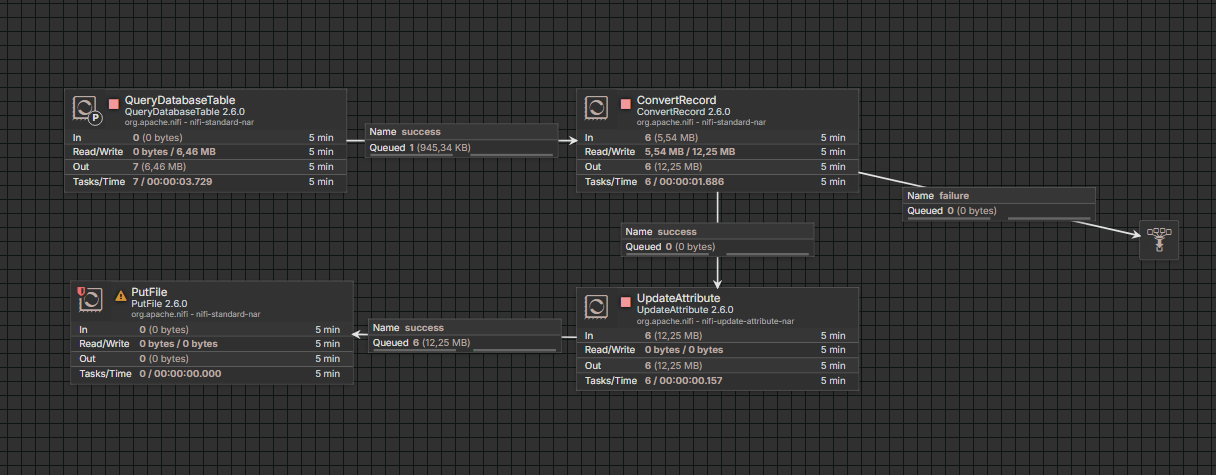 QueryDatabaseTable
QueryDatabaseTable 2.6.0
org.apache.nifi - nifi-standard-nar
P
In 0 (0 bytes) 5 min
Read/Write 0 bytes / 6,46 MB 5 min
Out 7 (6,46 MB) 5 min
Tasks/Time 7 / 00:00:03.729 5 min
Name success
Queued 1 (945,34 KB)
ConvertRecord
ConvertRecord 2.6.0
org.apache.nifi - nifi-standard-nar
In 6 (5,54 MB) 5 min
Read/Write 5,54 MB / 12,25 MB 5 min
Out 6 (12,25 MB) 5 min
Tasks/Time 6 / 00:00:01.686 5 min
Name failure
Queued 0 (0 bytes)
Name success
Queued 0 (0 bytes)
PutFile
PutFile 2.6.0
org.apache.nifi - nifi-standard-nar
In 0 (0 bytes) 5 min
Read/Write 0 bytes / 0 bytes 5 min
Out 0 (0 bytes) 5 min
Tasks/Time 0 / 00:00:00.000 5 min
Name success
Queued 6 (12,25 MB)
UpdateAttribute
UpdateAttribute 2.6.0
org.apache.nifi - nifi-update-attribute-nar
In 6 (12,25 MB) 5 min
Read/Write 0 bytes / 0 bytes 5 min
Out 6 (12,25 MB) 5 min
Tasks/Time 6 / 00:00:00.157 5 min